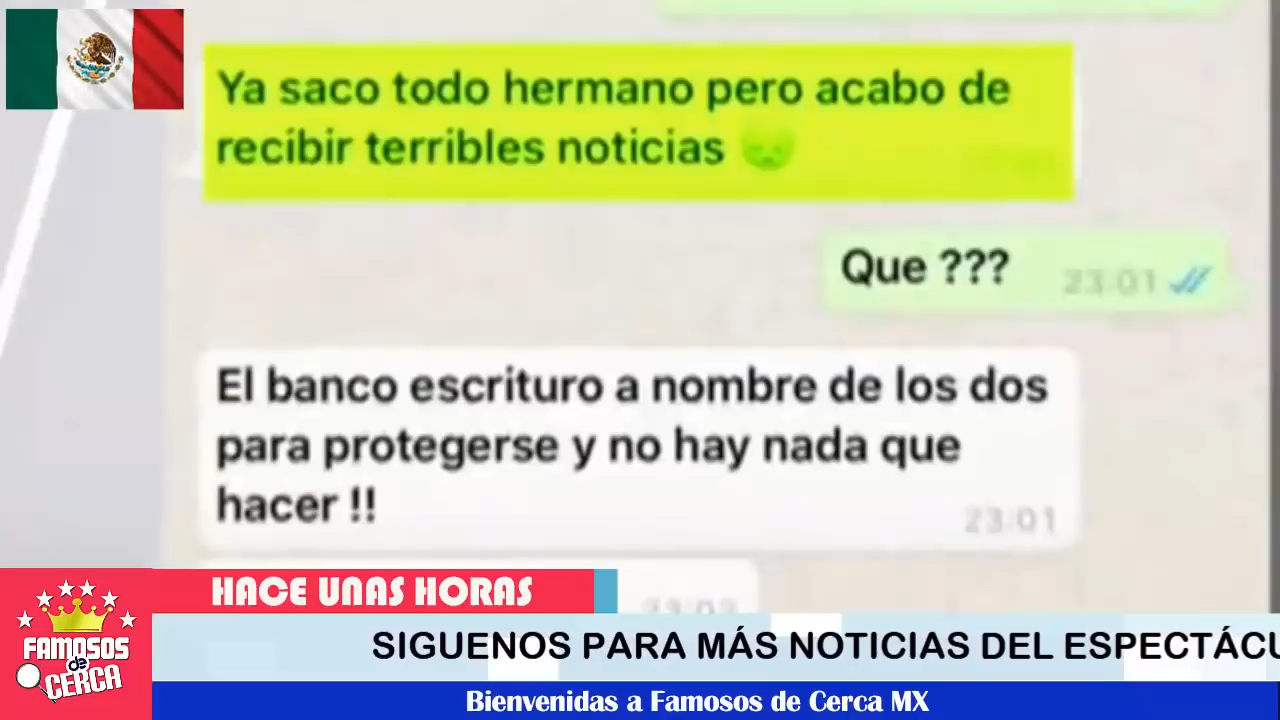 Ya saco todo hermano pero acabo de
recibir terribles noticias
Que ???
23:01
El banco escrituro a nombre de los dos
para protegerse y no hay nada que
hacer !!
23:01
HACE UNAS HORAS
FAMOSOS
de
CERCA
SIGUENOS PARA MÁS NOTICIAS DEL ESPECTÁCU
Bienvenidas a Famosos de Cerca MX